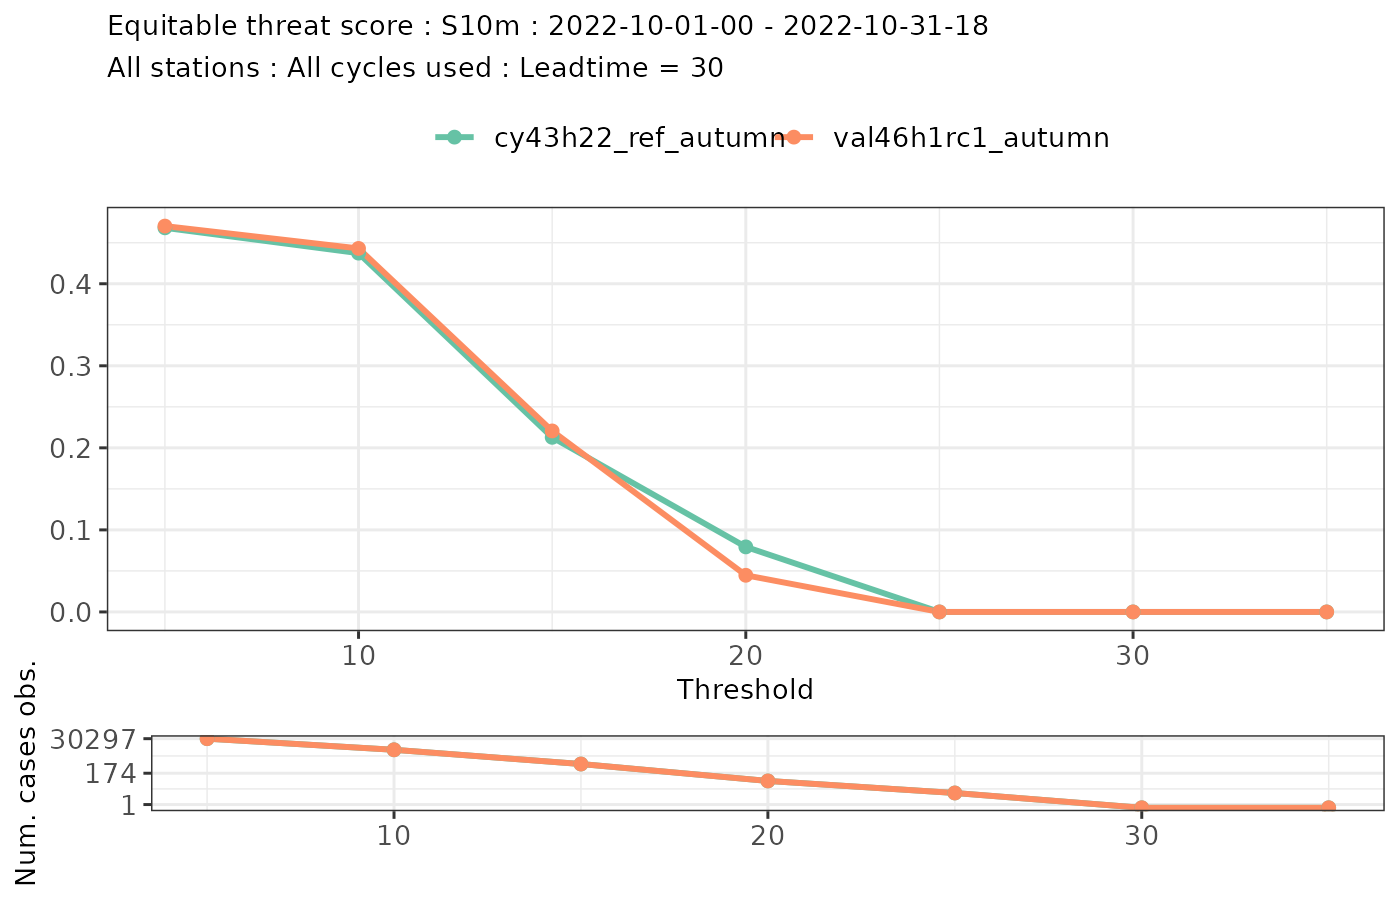 Equitable threat score : S10m : 2022-10-01-00 - 2022-10-31-18
All stations : All cycles used : Leadtime = 30
cy43h22_ref_autumn val46h1rc1_autumn
0.4
0.3
0.2
0.1
0.0
10 20 30
Threshold
Num. cases obs.
30297
174
1
10 20 30